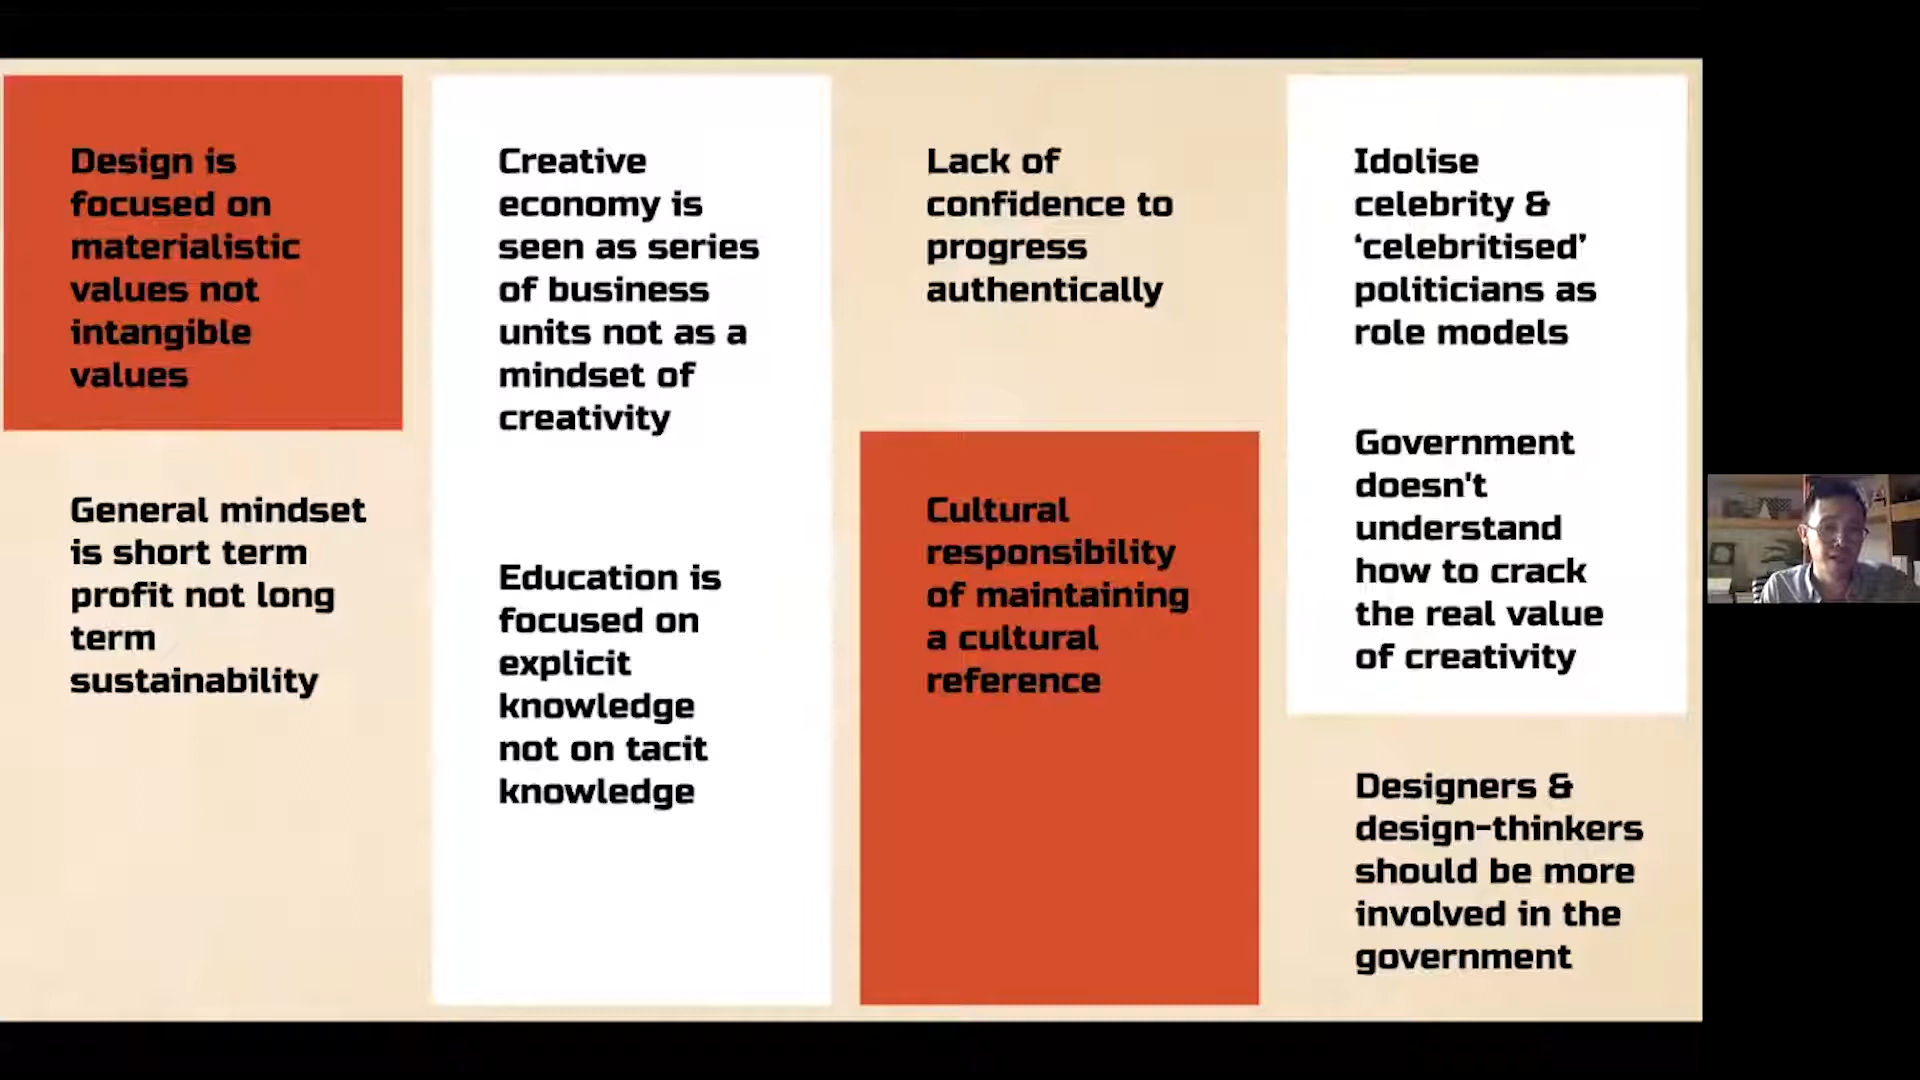 Design is
focused on
materialistic
values not
intangible
values
General mindset
is short term
profit not long
term
sustainability
Creative
economy is
seen as series
of business
units not as a
mindset of
creativity
Education is
focused on
explicit
knowledge
not on tacit
knowledge
Lack of
confidence to
progress
authentically
Cultural
responsibility
of maintaining
a cultural
reference
Idolise
celebrity &
‘celebritised’
politicians as
role models
Government
doesn't
understand
how to crack
the real value
of creativity
Designers &
design-thinkers
should be more
involved in the
government